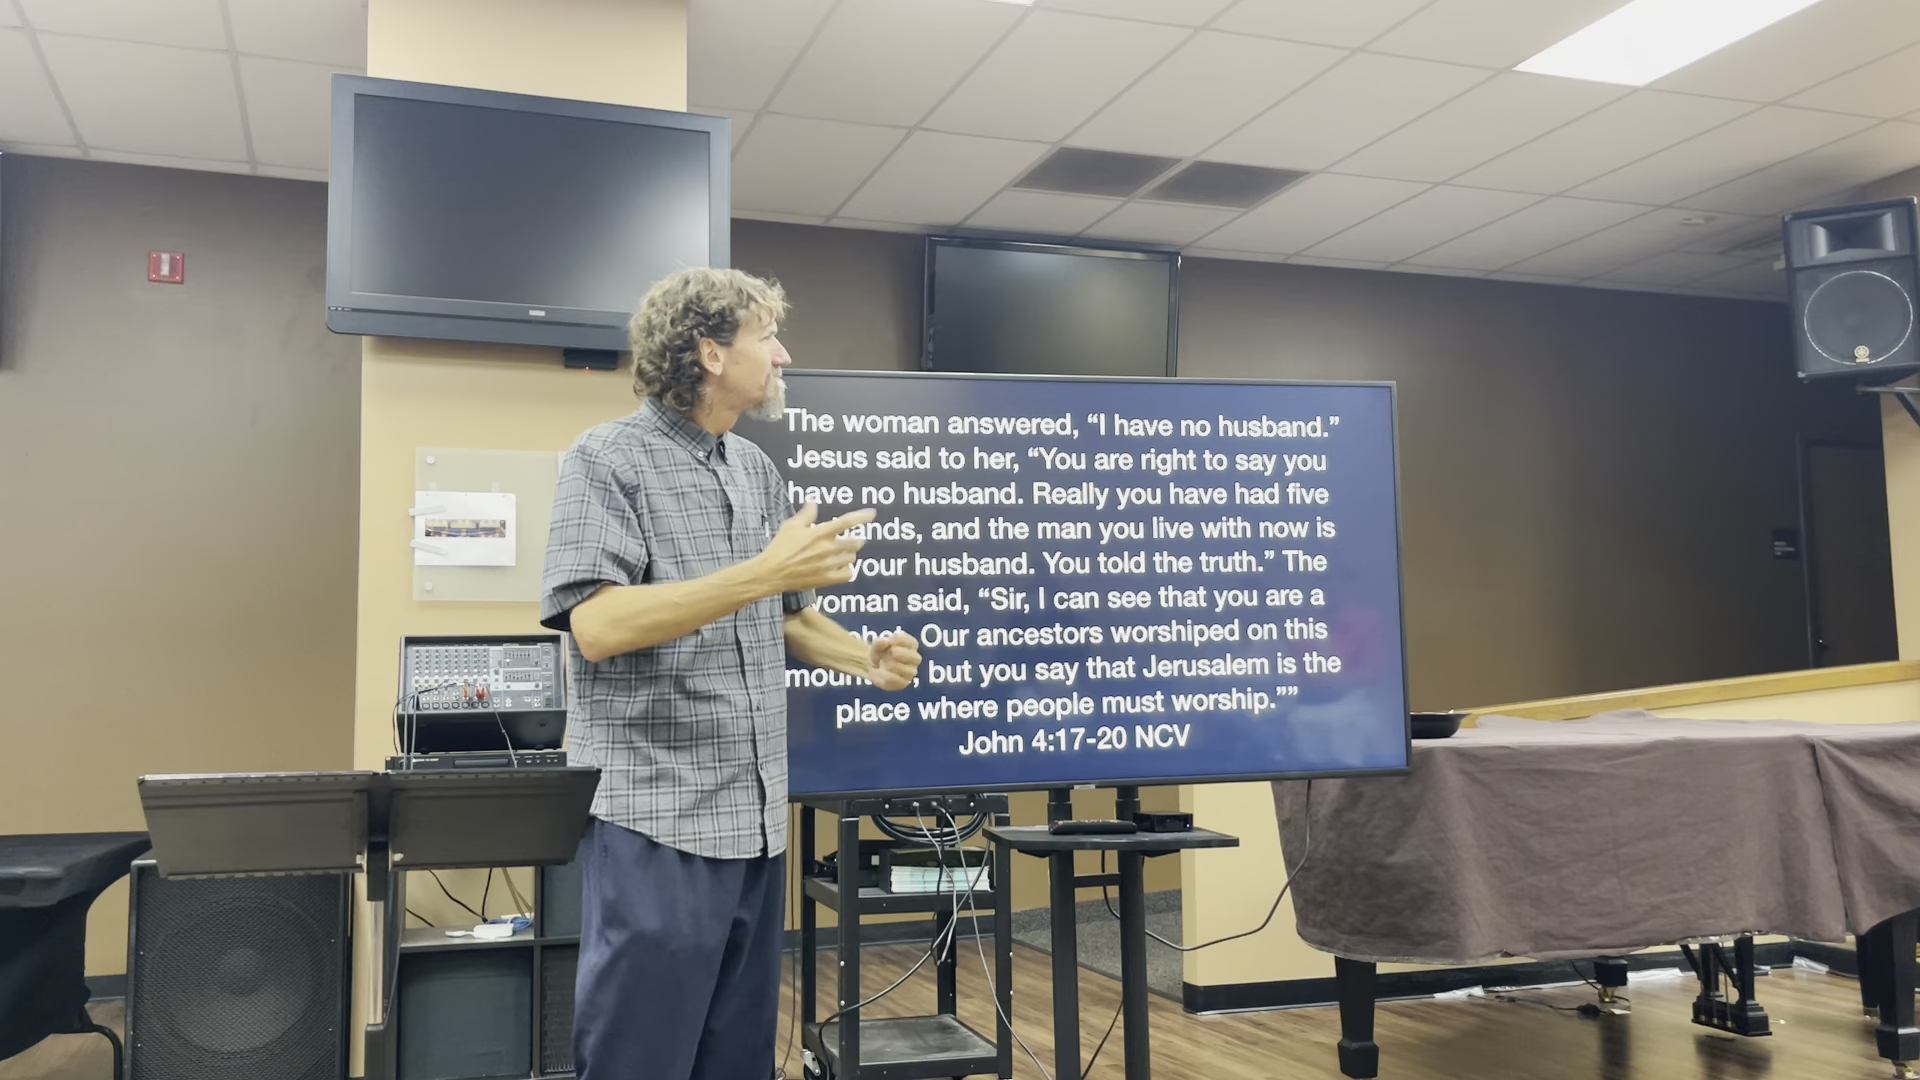 The woman answered, “I have no husband.”
Jesus said to her, “You are right to say you
have no husband. Really you have had five
and the man you live with now is
your husband. You told the truth.” The
woman said, “Sir, I can see that you are a
Our ancestors worshiped on this
but you say that Jerusalem is the
place where people must worship.””
John 4:17-20 NCV